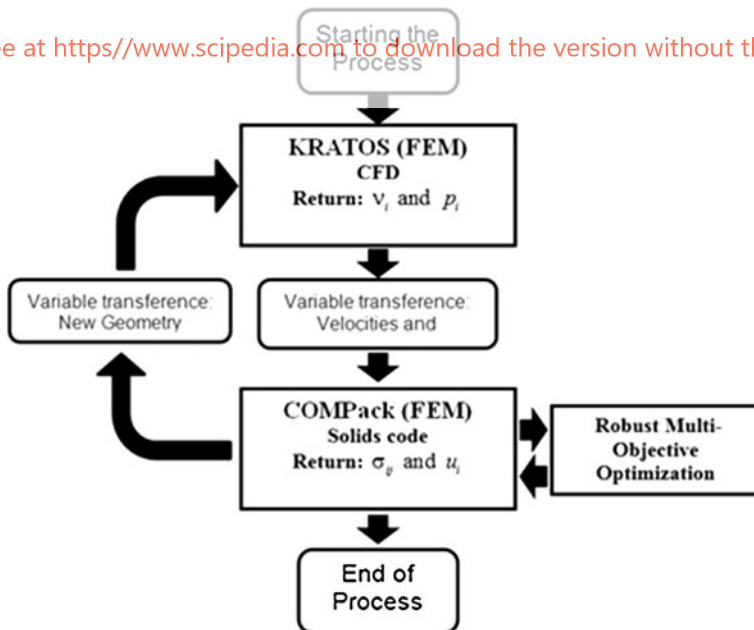 Starting the
e at https//www.scipedia.com to download the version without th
Process
KRATOS (FEM)
CFD
Return: νᵢ and pᵢ
Variable transference:
New Geometry
Variable transference:
Velocities and
COMPack (FEM)
Solids code
Return: σᵢⱼ and uᵢ
Robust Multi-
Objective
Optimization
End of
Process